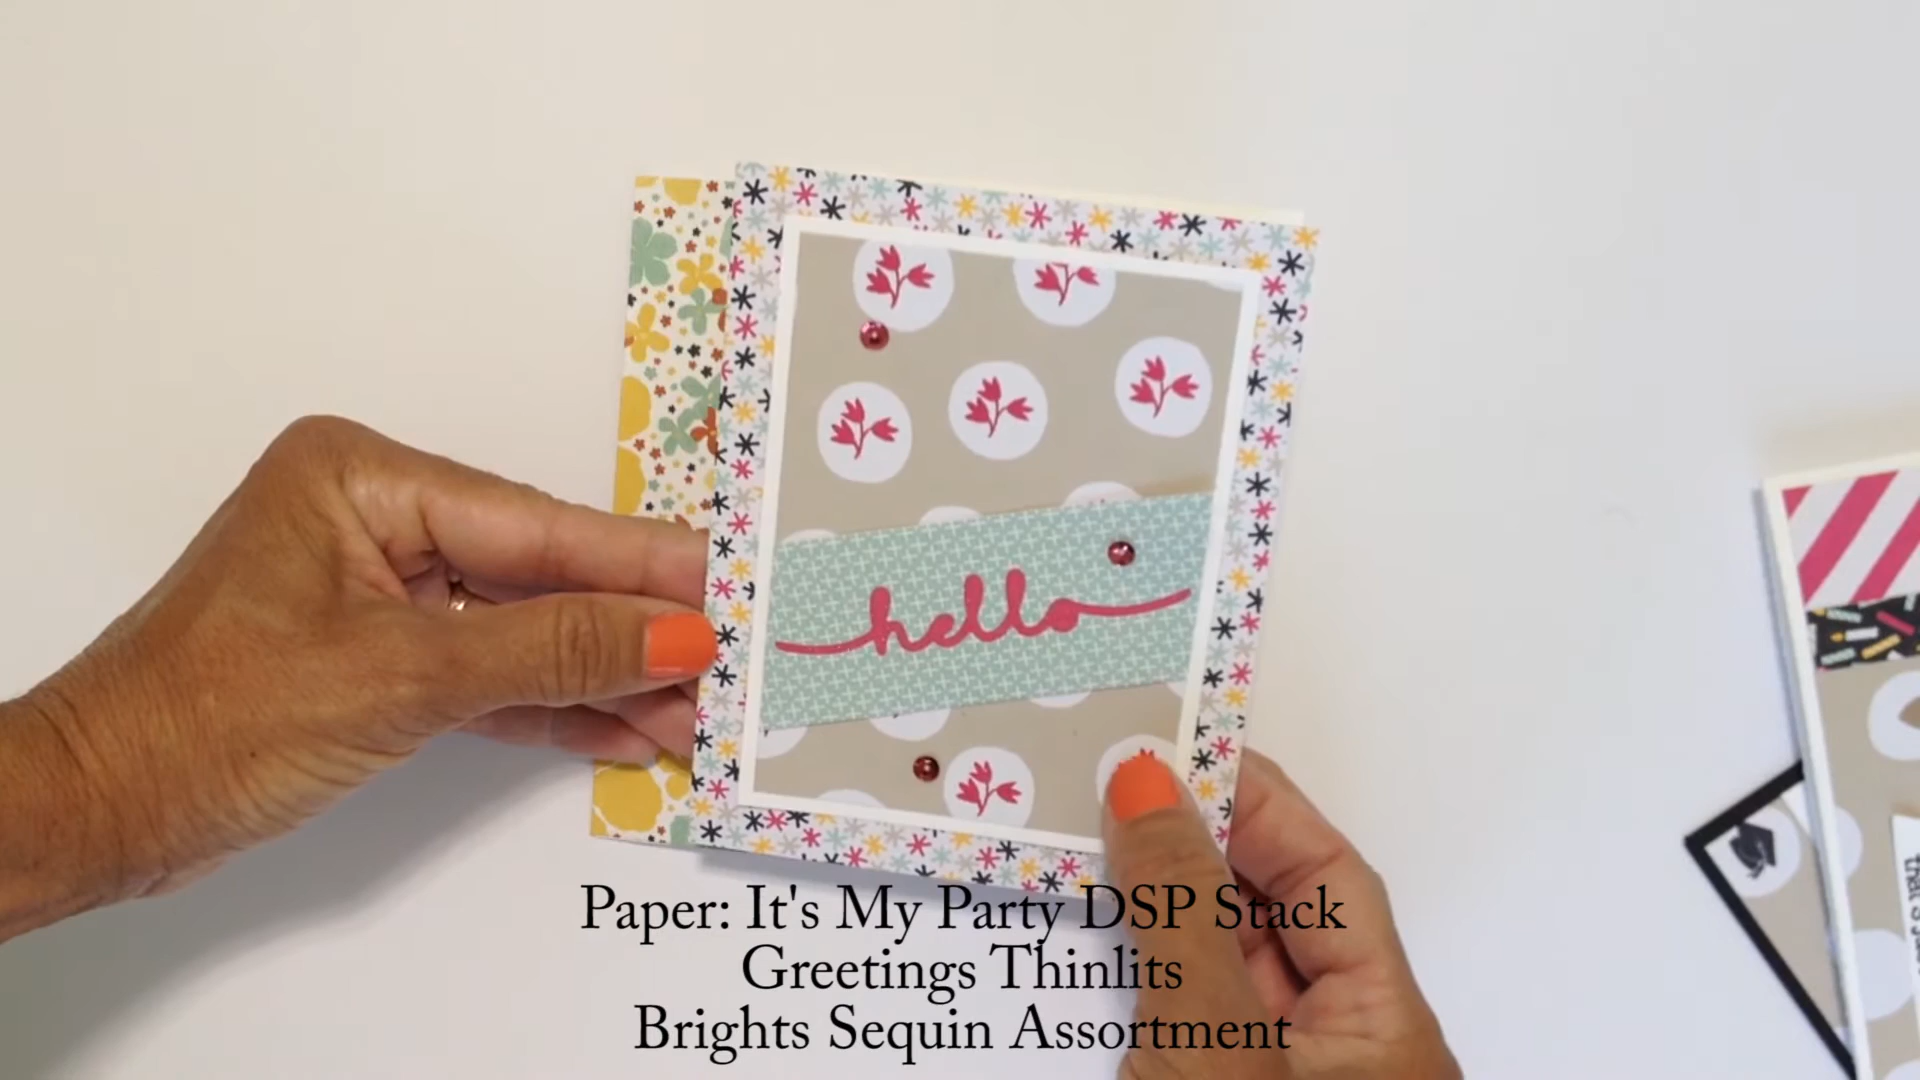 hello
Paper: It's My Party DSP Stack
Greetings Thinlits
Brights Sequin Assortment